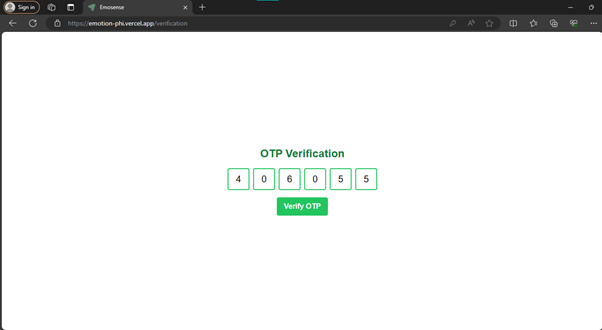 Sign in
Emosense
https://emotion-phi.vercel.app/verification
OTP Verification
4 0 6 0 5 5
Verify OTP